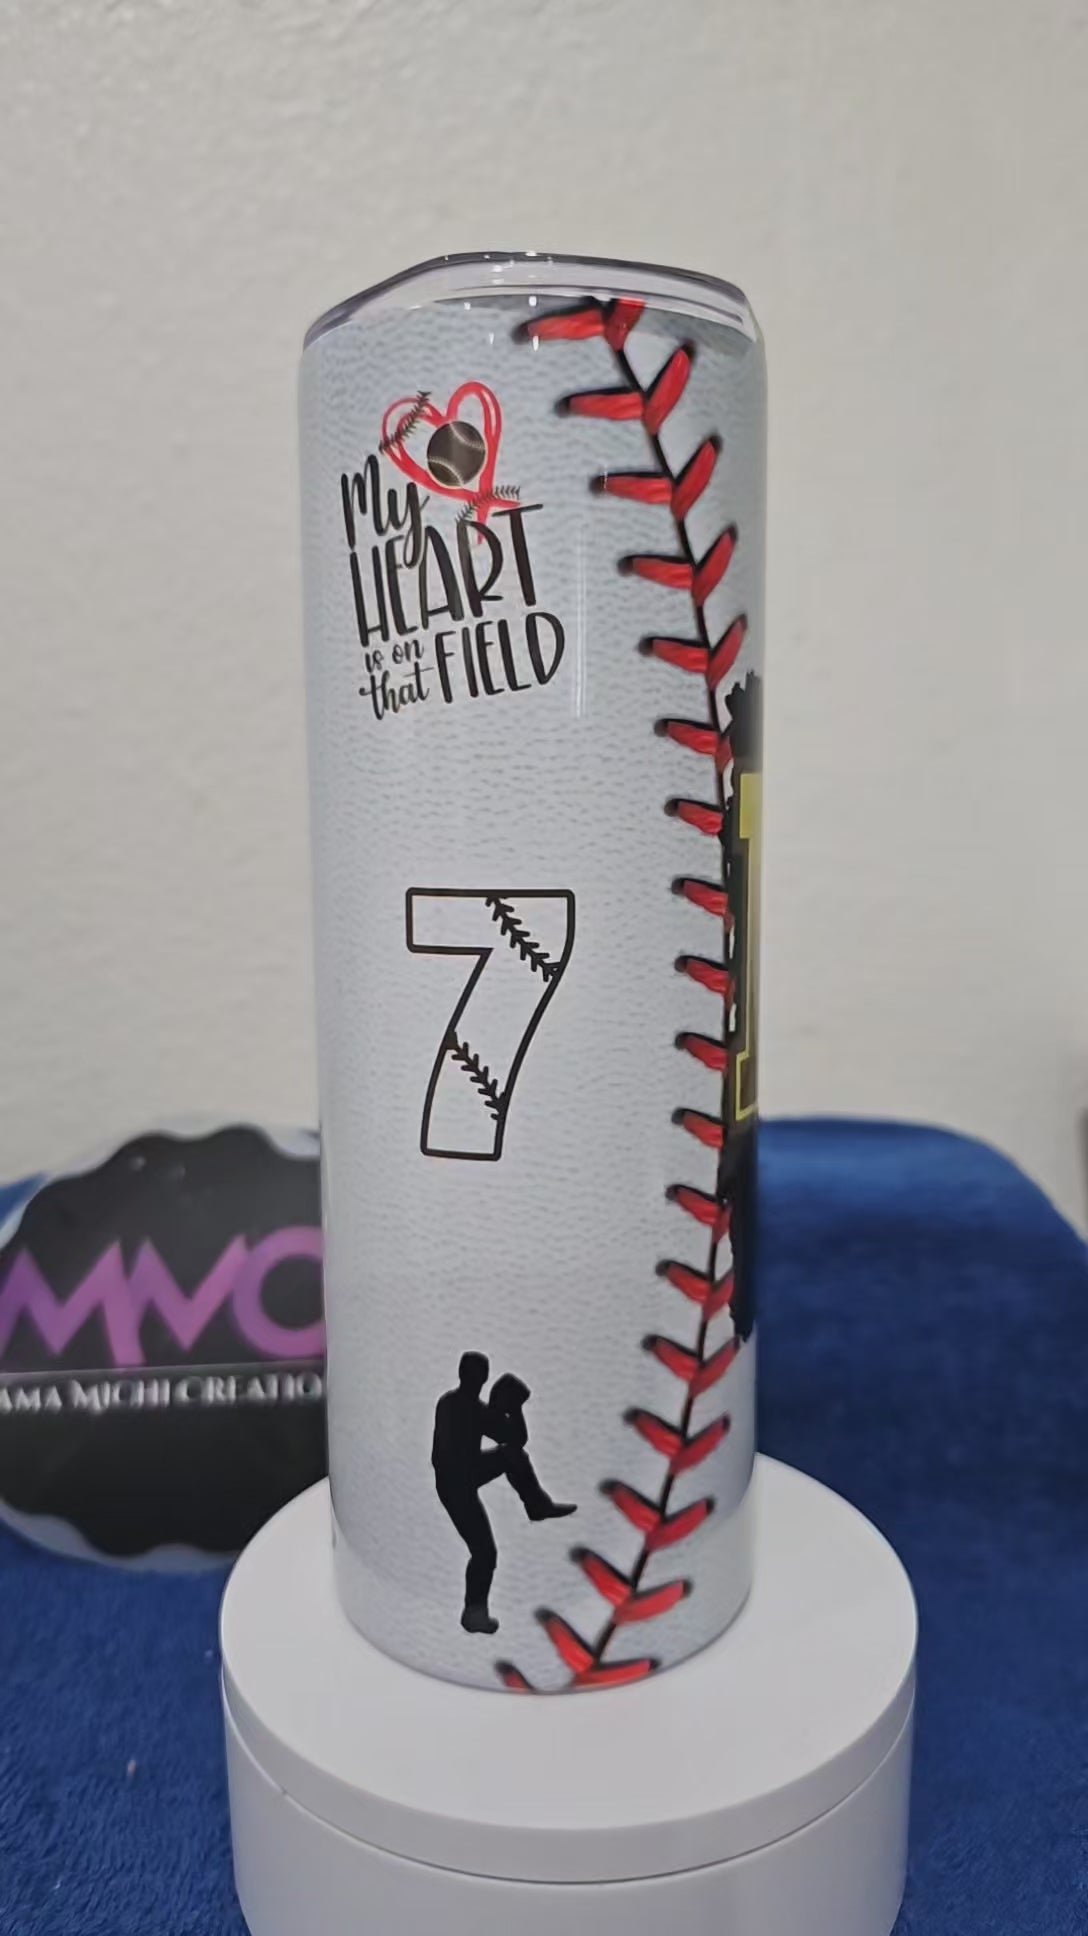 My
HEART
is on
that FIELD
7
MMC
AMA MICHI CREATIO